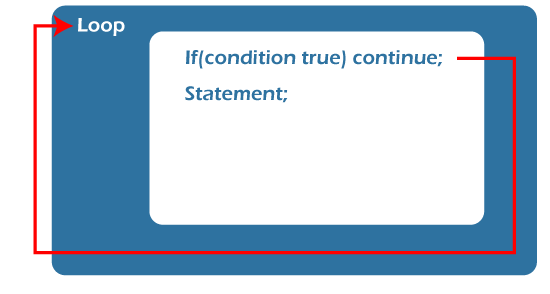 Loop
If(condition true) continue;
Statement;